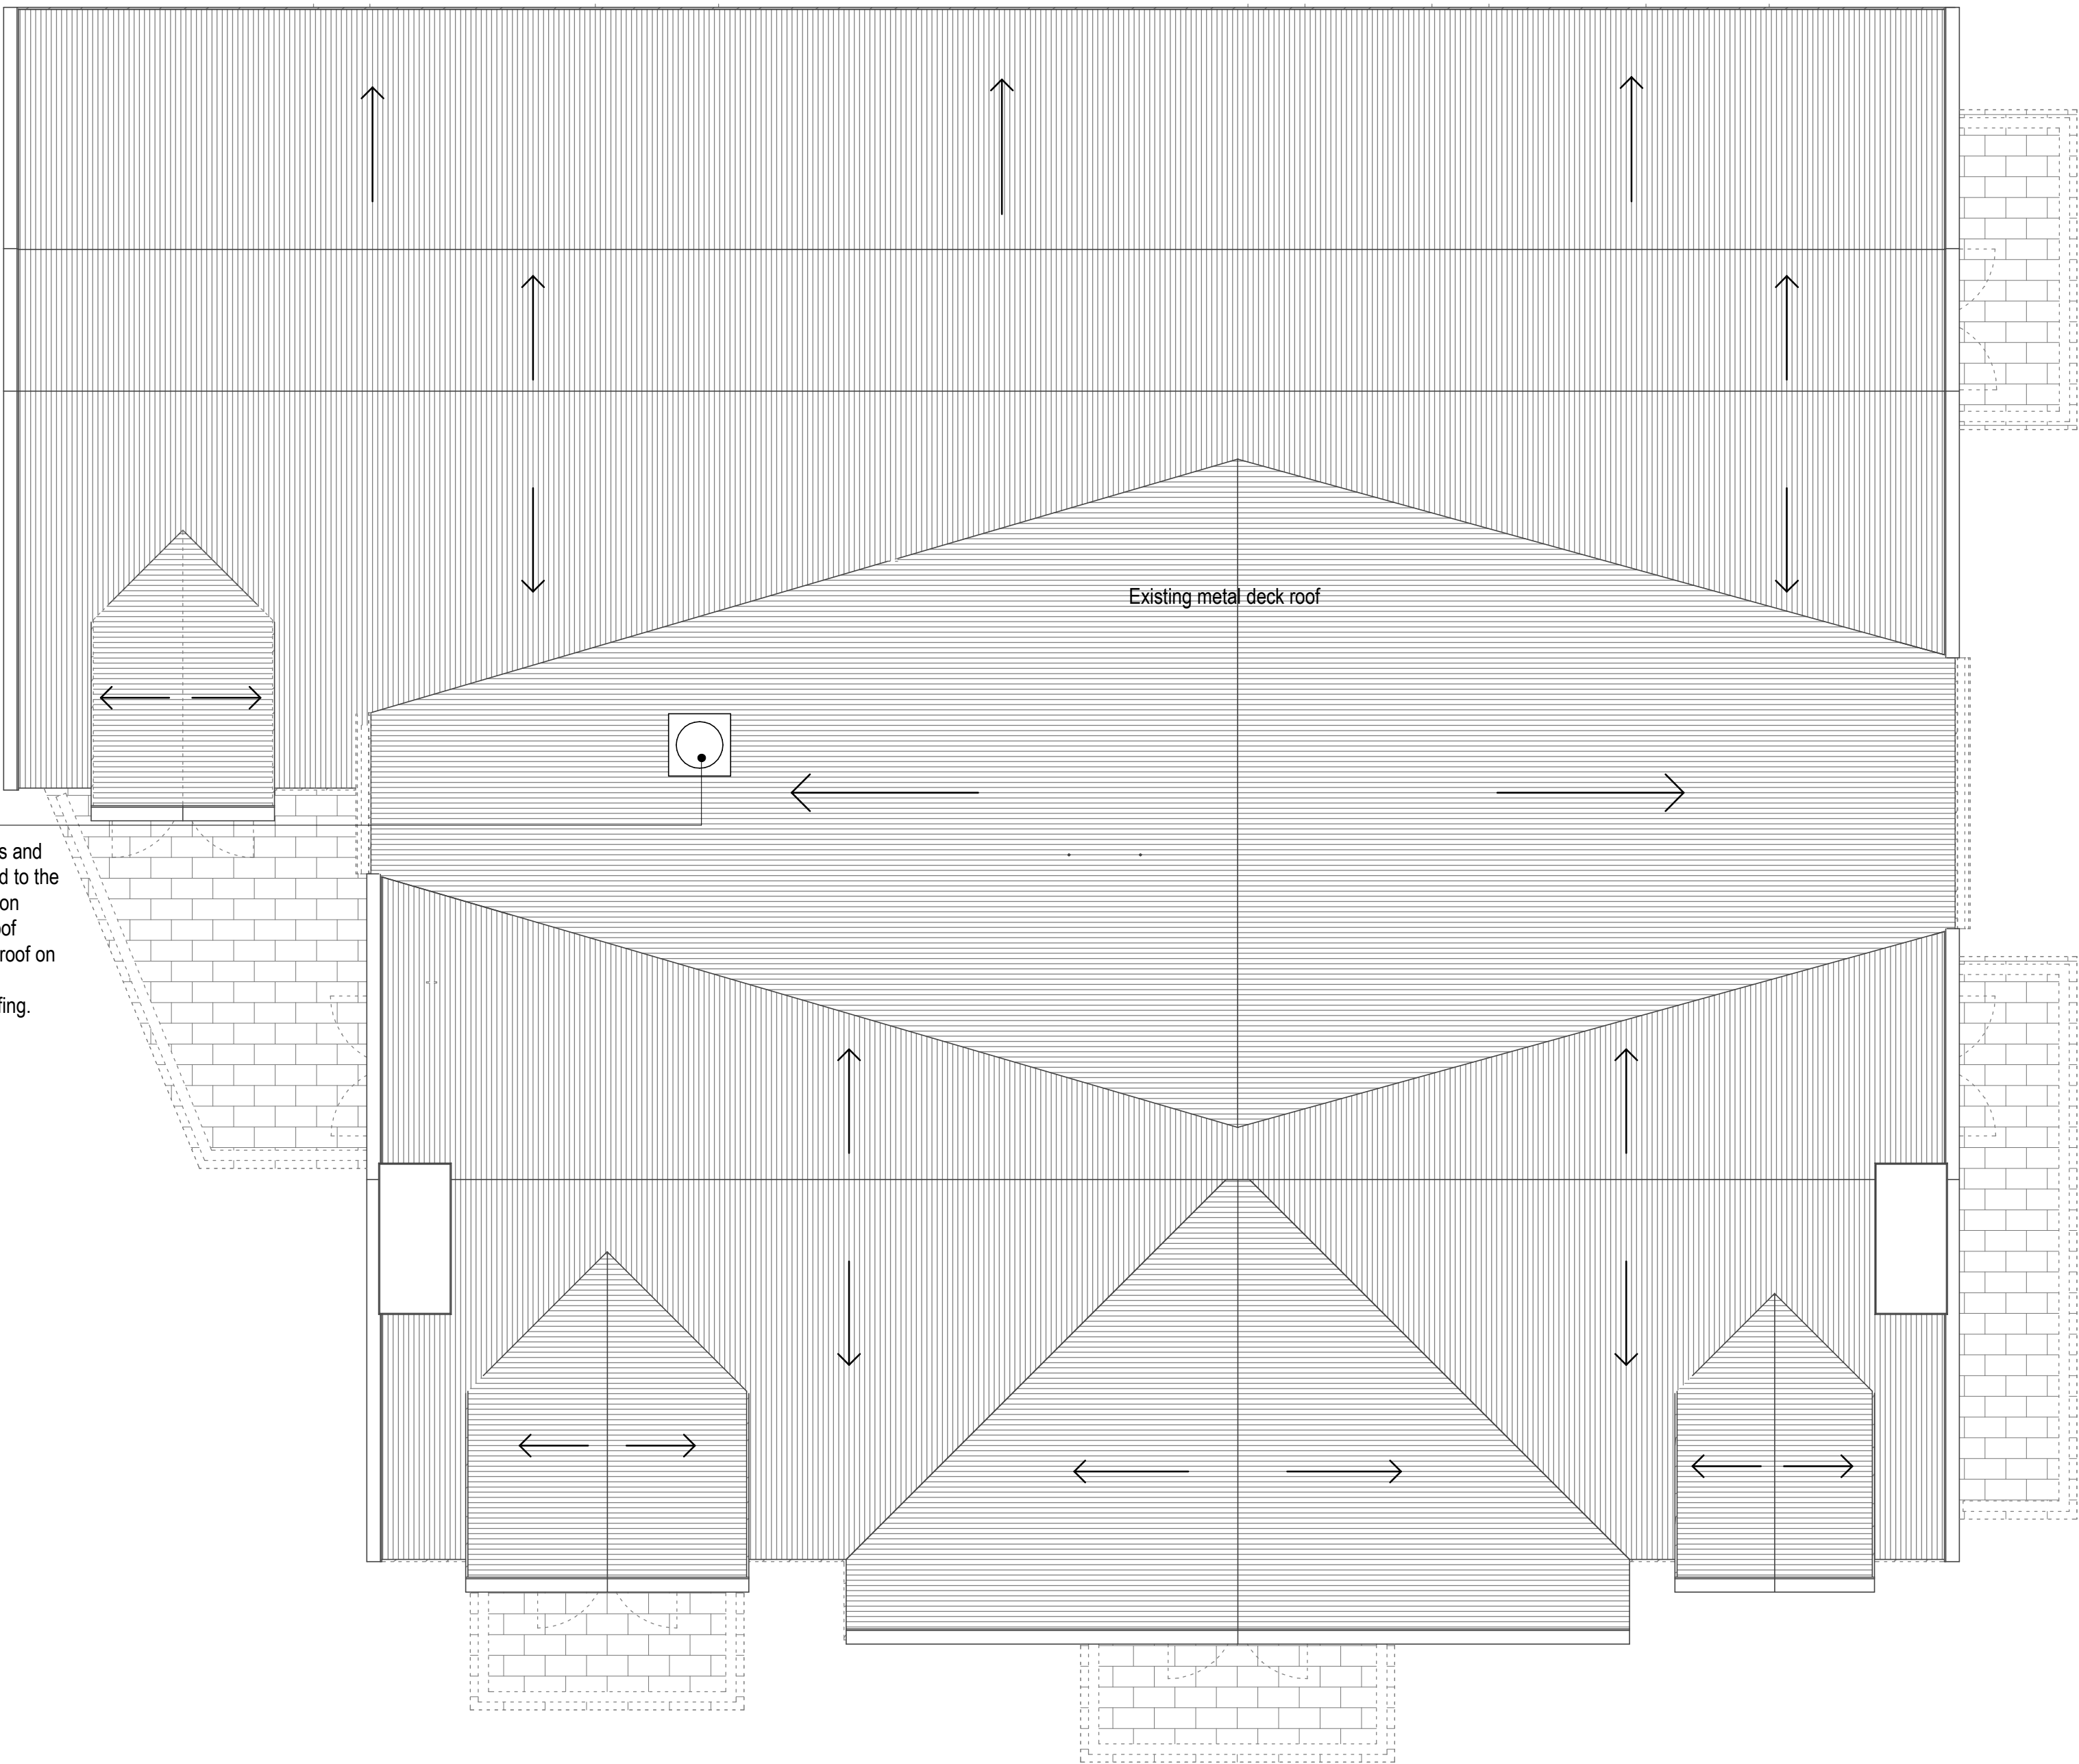 Existing metal deck roof
s and
d to the
on
of
roof on
fing.